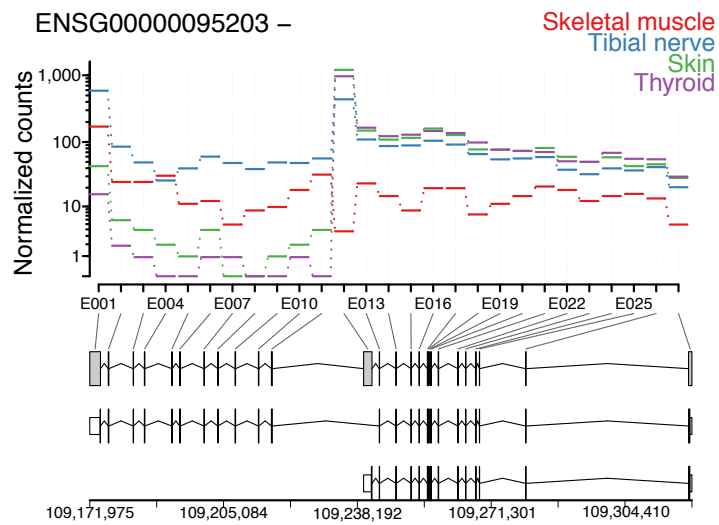 ENSG00000095203 –
Skeletal muscle
Tibial nerve
Skin
Thyroid
Normalized counts
1,000
100
10
1
E001 E004 E007 E010 E013 E016 E019 E022 E025
109,171,975 109,205,084 109,238,192 109,271,301 109,304,410